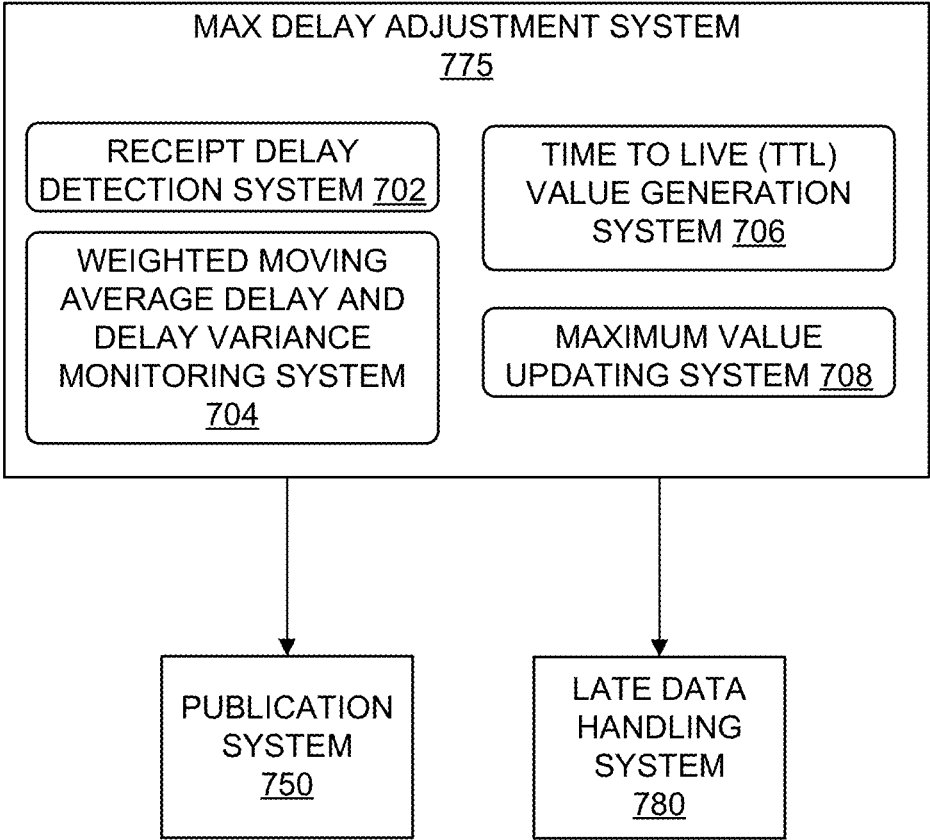 MAX DELAY ADJUSTMENT SYSTEM
775
RECEIPT DELAY
DETECTION SYSTEM 702
WEIGHTED MOVING
AVERAGE DELAY AND
DELAY VARIANCE
MONITORING SYSTEM
704
TIME TO LIVE (TTL)
VALUE GENERATION
SYSTEM 706
MAXIMUM VALUE
UPDATING SYSTEM 708
PUBLICATION
SYSTEM
750
LATE DATA
HANDLING
SYSTEM
780